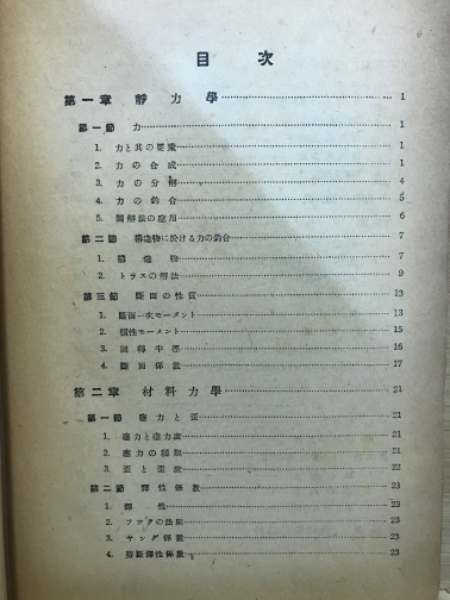 目次
第一章 靜力學 1
第一節 力 1
1. 力と其の要素 1
2. 力の合成 1
3. 力の分解 4
4. 力の釣合 5
5. 圖解法の應用 6
第二節 構造物に於ける力の釣合 7
1. 構造物 7
2. トラスの解法 9
第三節 斷面の性質 13
1. 斷面一次モーメント 13
2. 慣性モーメント 15
3. 囘轉半徑 16
4. 斷面係數 17
第二章 材料力學 21
第一節 應力と歪 21
1. 應力と應力度 21
2. 應力の種類 21
3. 歪と歪度 22
第二節 彈性係數 23
1. 彈性 23
2. フックの法則 23
3. ヤング係數 23
4. 剪斷彈性係數 23